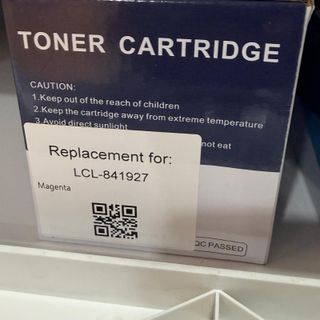 TONER CARTRIDGE
CAUTION:
1.Keep out of the reach of children
2.Keep the cartridge away from extreme temperature
3.Avoid direct sunlight
not eat
Replacement for:
LCL-841927
Magenta
QC PASSED